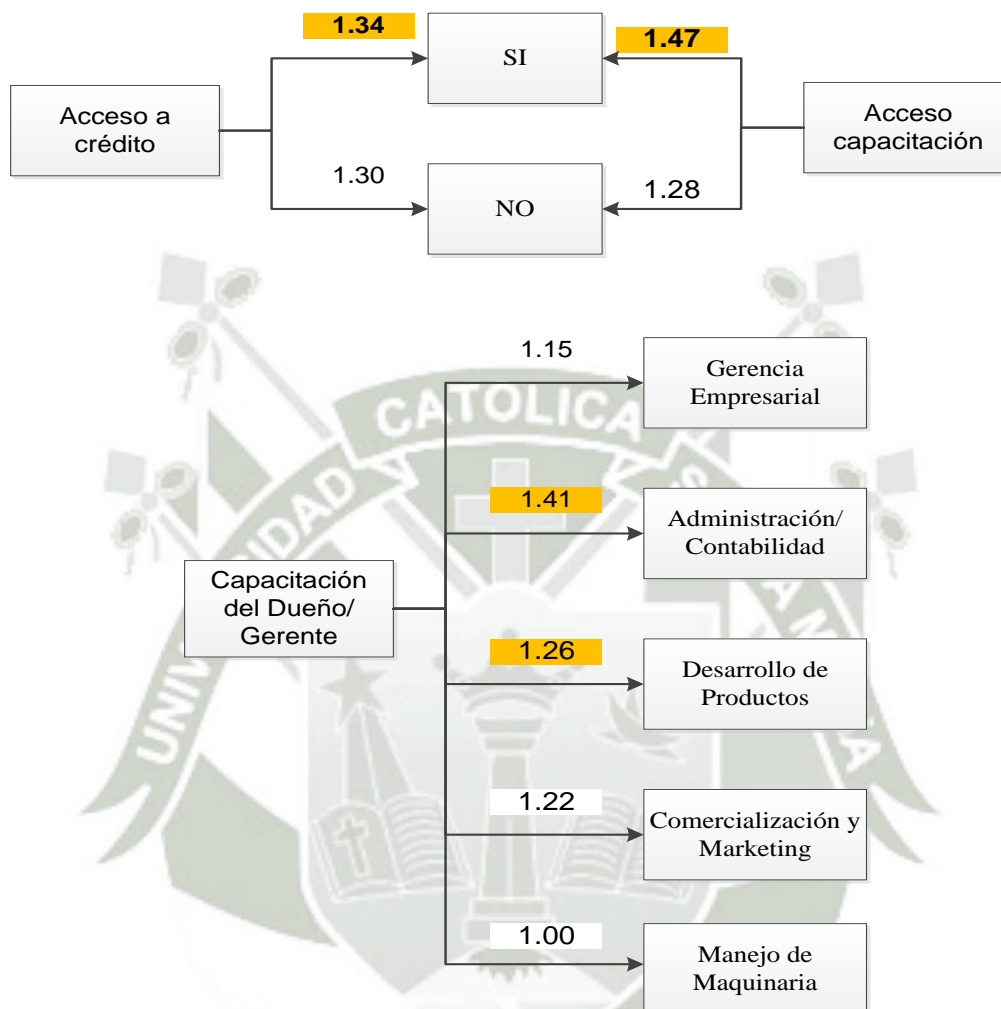 1.34
1.47
SI
Acceso a
crédito
Acceso
capacitación
1.30
1.28
NO
1.15
Gerencia
Empresarial
1.41
Administración/
Contabilidad
Capacitación
del Dueño/
Gerente
1.26
Desarrollo de
Productos
1.22
Comercialización y
Marketing
1.00
Manejo de
Maquinaria
UNIVERSIDAD CATOLICA